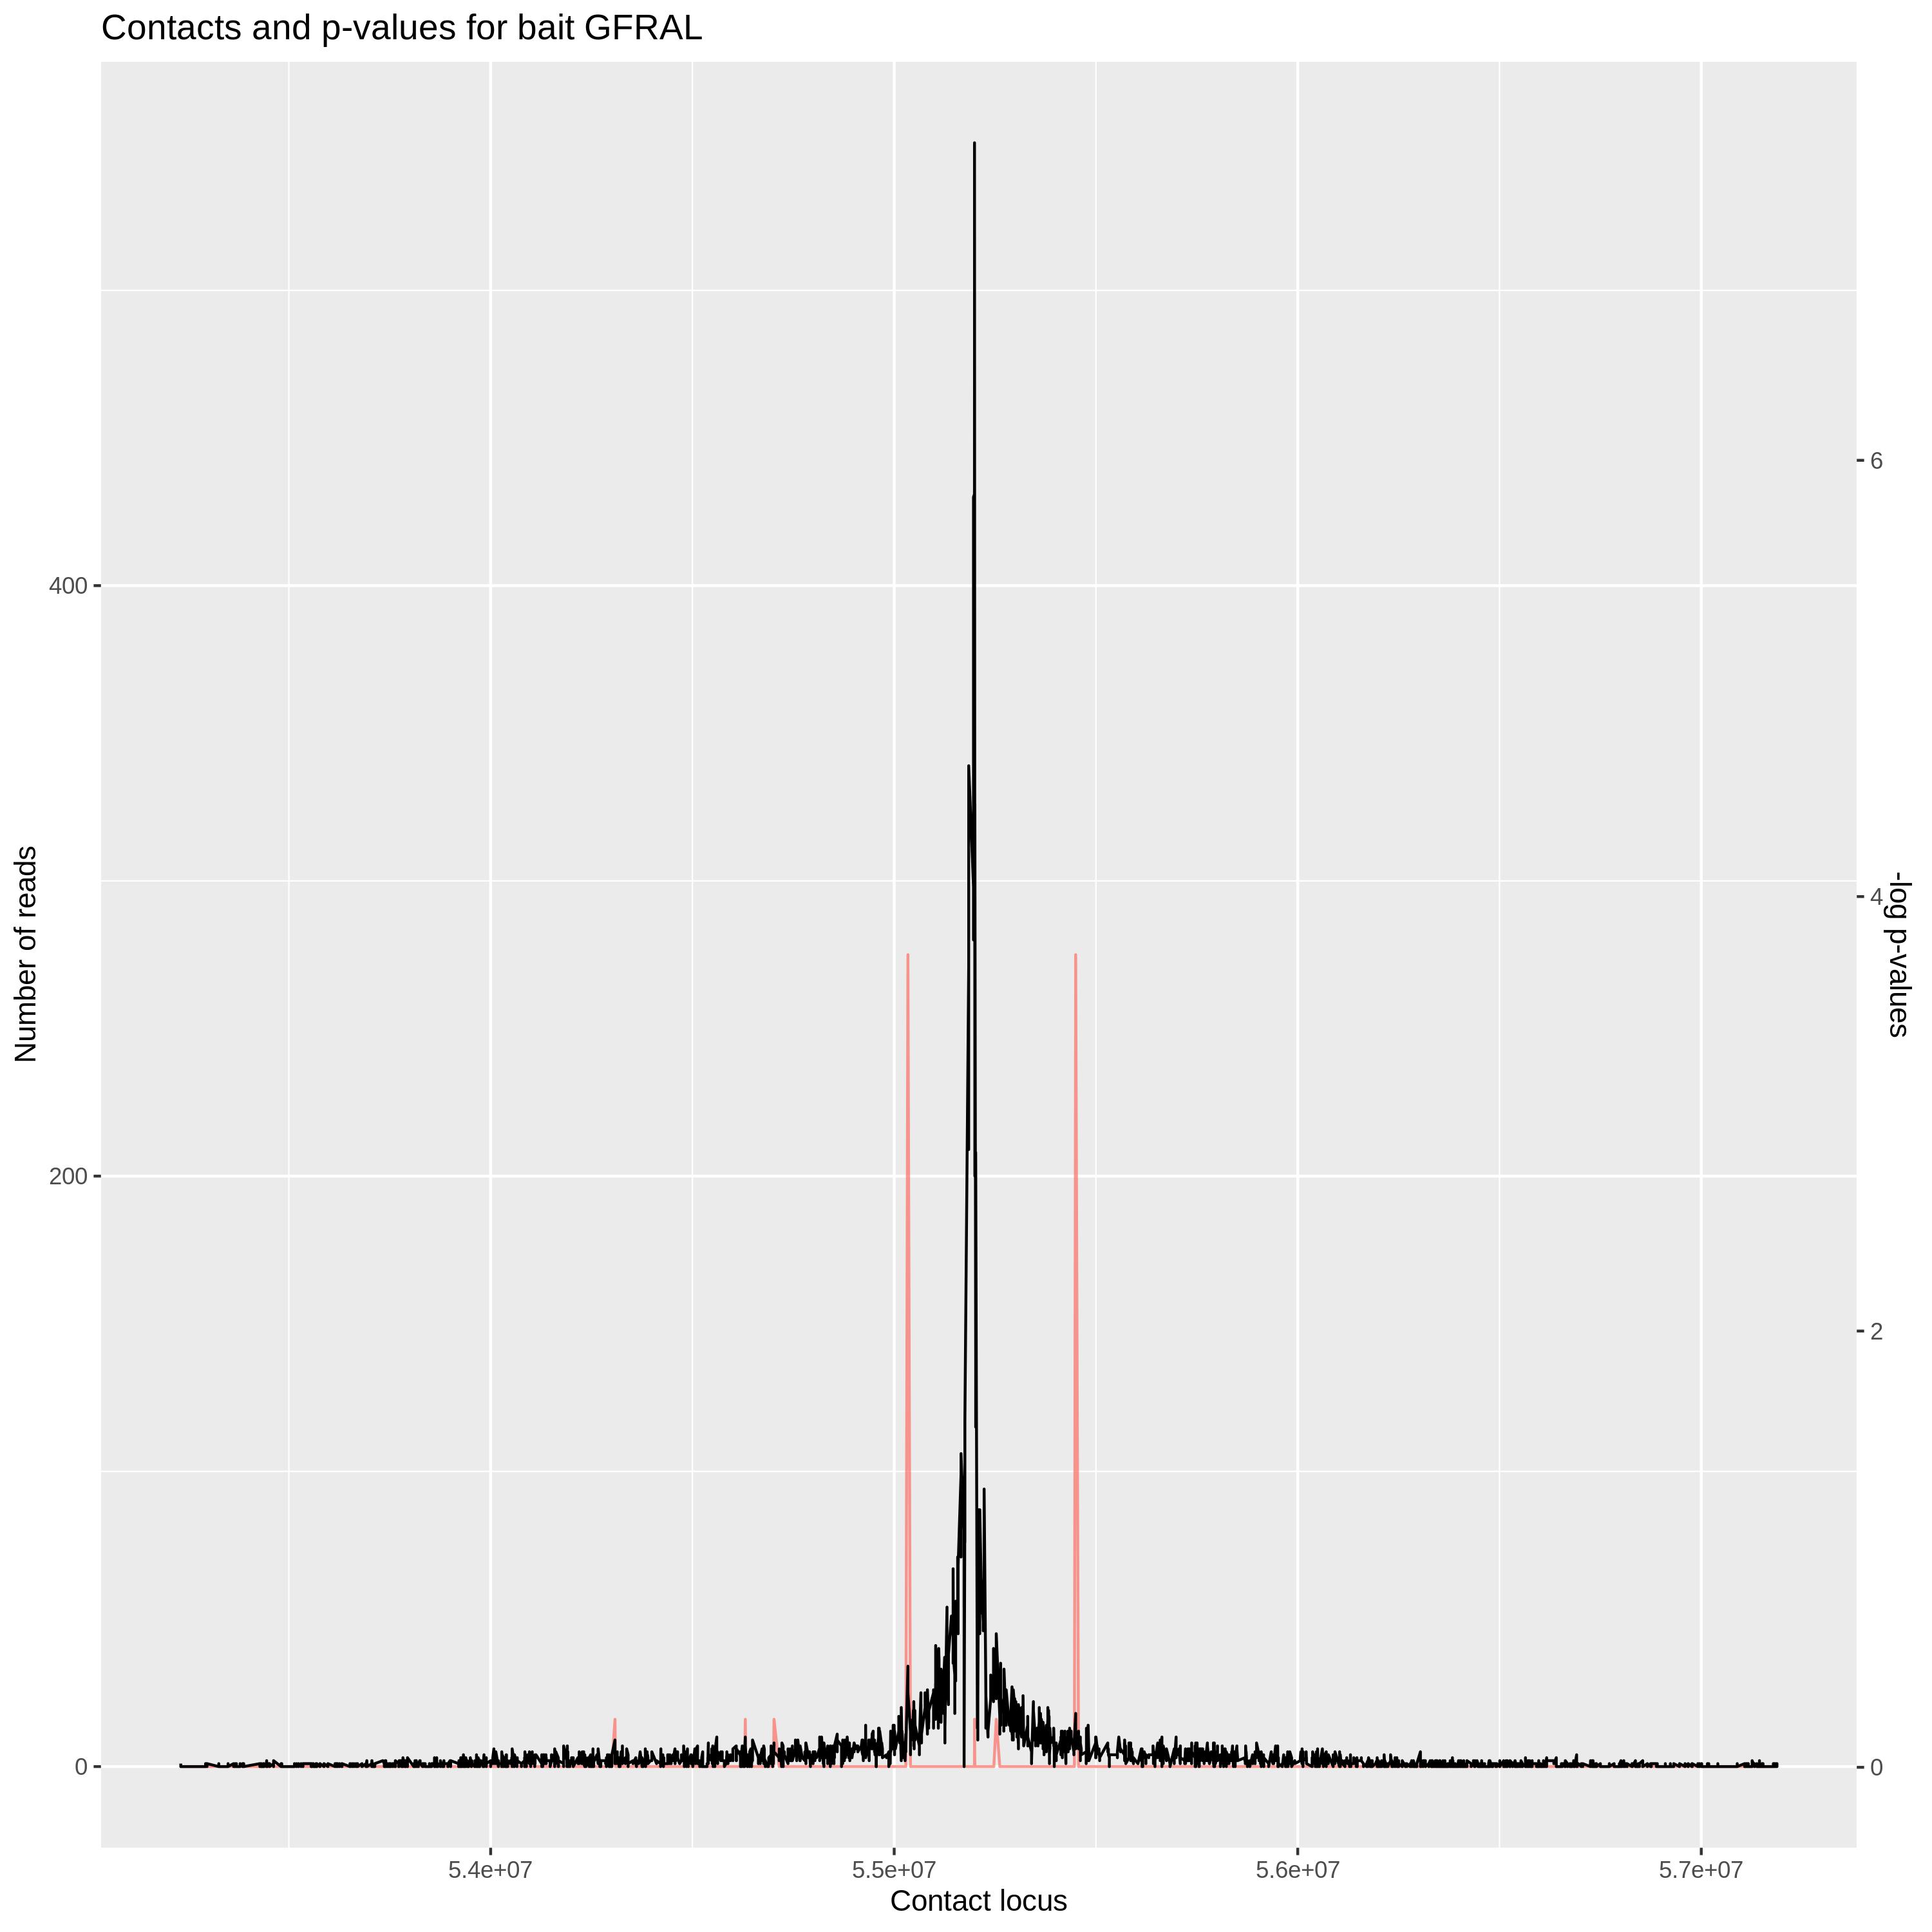 Contacts and p-values for bait GFRAL
Number of reads
400
200
0
6
4
2
0
-log p-values
5.4e+07 5.5e+07 5.6e+07 5.7e+07
Contact locus